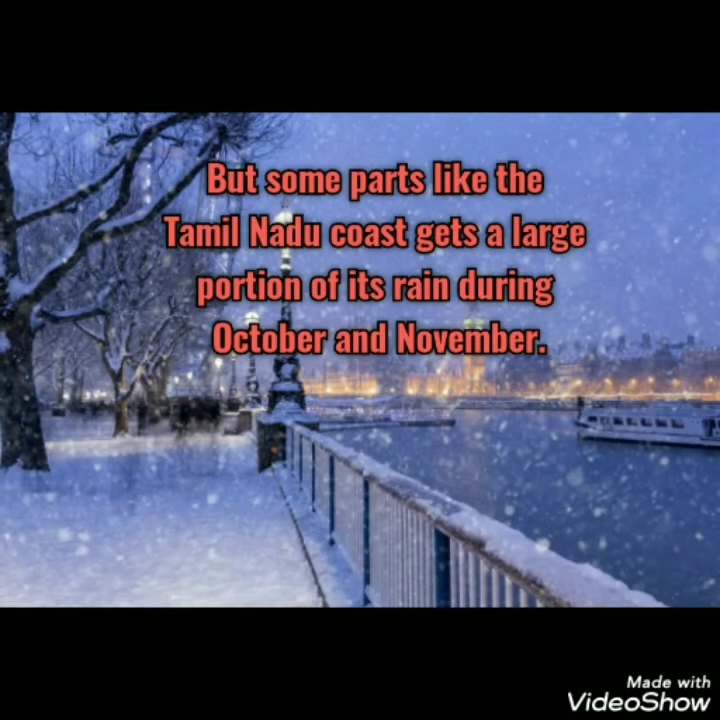 But some parts like the
Tamil Nadu coast gets a large
portion of its rain during
October and November.
Made with
VideoShow